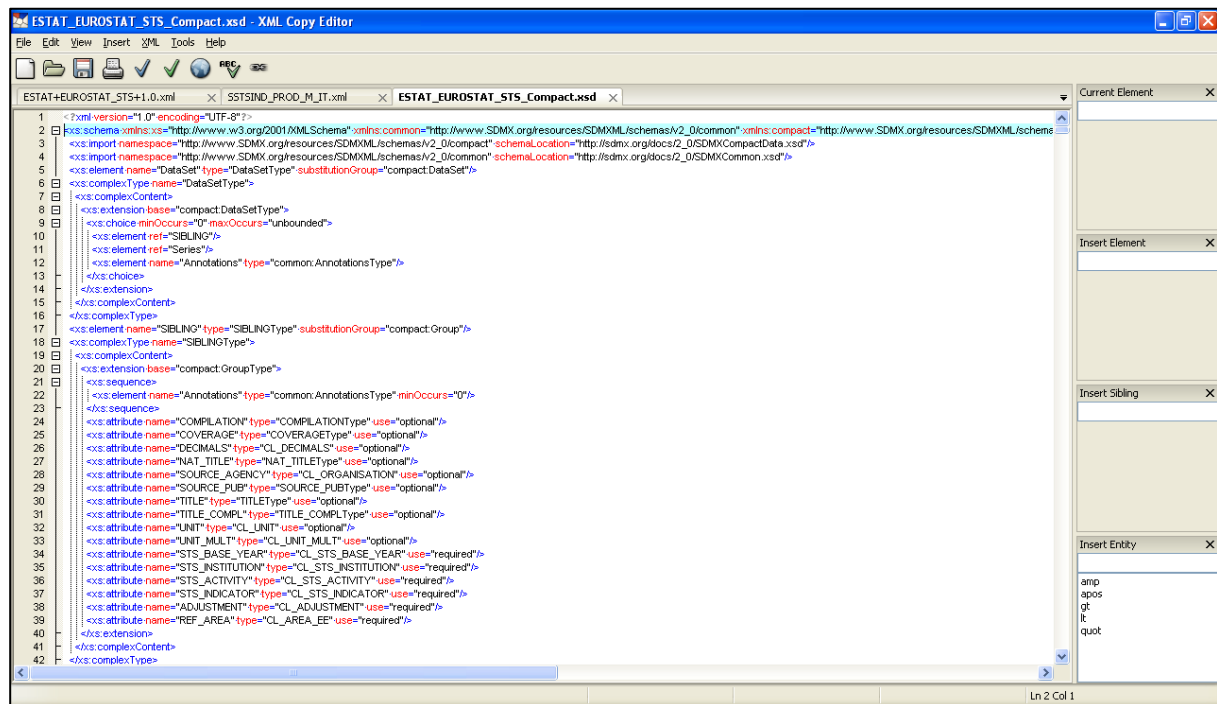 ESTAT_EUROSTAT_STS_Compact.xsd - XML Copy Editor
File Edit View Insert XML Tools Help
ABC
ESTAT+EUROSTAT_STS+1.0.xml SSTSIND_PROD_M_IT.xml ESTAT_EUROSTAT_STS_Compact.xsd
1 <?xml version="1.0" encoding="UTF-8"?>
2 <xs:schema xmlns:xs="http://www.w3.org/2001/XMLSchema" xmlns:common="http://www.SDMX.org/resources/SDMXML/schemas/v2_0/common" xmlns:compact="http://www.SDMX.org/resources/SDMXML/schema
3 <xs:import namespace="http://www.SDMX.org/resources/SDMXML/schemas/v2_0/compact" schemaLocation="http://sdmx.org/docs/2_0/SDMXCompactData.xsd"/>
4 <xs:import namespace="http://www.SDMX.org/resources/SDMXML/schemas/v2_0/common" schemaLocation="http://sdmx.org/docs/2_0/SDMXCommon.xsd"/>
5 <xs:element name="DataSet" type="DataSetType" substitutionGroup="compact:DataSet"/>
6 <xs:complexType name="DataSetType">
7 <xs:complexContent>
8 <xs:extension base="compact:DataSetType">
9 <xs:choice minOccurs="0" maxOccurs="unbounded">
10 <xs:element ref="SIBLING"/>
11 <xs:element ref="Series"/>
12 <xs:element name="Annotations" type="common:AnnotationsType"/>
13 </xs:choice>
14 </xs:extension>
15 </xs:complexContent>
16 </xs:complexType>
17 <xs:element name="SIBLING" type="SIBLINGType" substitutionGroup="compact:Group"/>
18 <xs:complexType name="SIBLINGType">
19 <xs:complexContent>
20 <xs:extension base="compact:GroupType">
21 <xs:sequence>
22 <xs:element name="Annotations" type="common:AnnotationsType" minOccurs="0"/>
23 </xs:sequence>
24 <xs:attribute name="COMPILATION" type="COMPILATIONType" use="optional"/>
25 <xs:attribute name="COVERAGE" type="COVERAGEType" use="optional"/>
26 <xs:attribute name="DECIMALS" type="CL_DECIMALS" use="optional"/>
27 <xs:attribute name="NAT_TITLE" type="NAT_TITLEType" use="optional"/>
28 <xs:attribute name="SOURCE_AGENCY" type="CL_ORGANISATION" use="optional"/>
29 <xs:attribute name="SOURCE_PUB" type="SOURCE_PUBType" use="optional"/>
30 <xs:attribute name="TITLE" type="TITLEType" use="optional"/>
31 <xs:attribute name="TITLE_COMPL" type="TITLE_COMPLType" use="optional"/>
32 <xs:attribute name="UNIT" type="CL_UNIT" use="optional"/>
33 <xs:attribute name="UNIT_MULT" type="CL_UNIT_MULT" use="optional"/>
34 <xs:attribute name="STS_BASE_YEAR" type="CL_STS_BASE_YEAR" use="required"/>
35 <xs:attribute name="STS_INSTITUTION" type="CL_STS_INSTITUTION" use="required"/>
36 <xs:attribute name="STS_ACTIVITY" type="CL_STS_ACTIVITY" use="required"/>
37 <xs:attribute name="STS_INDICATOR" type="CL_STS_INDICATOR" use="required"/>
38 <xs:attribute name="ADJUSTMENT" type="CL_ADJUSTMENT" use="required"/>
39 <xs:attribute name="REF_AREA" type="CL_AREA_EE" use="required"/>
40 </xs:extension>
41 </xs:complexContent>
42 </xs:complexType>
Current Element
Insert Element
Insert Sibling
Insert Entity
amp
apos
gt
lt
quot
Ln 2 Col 1